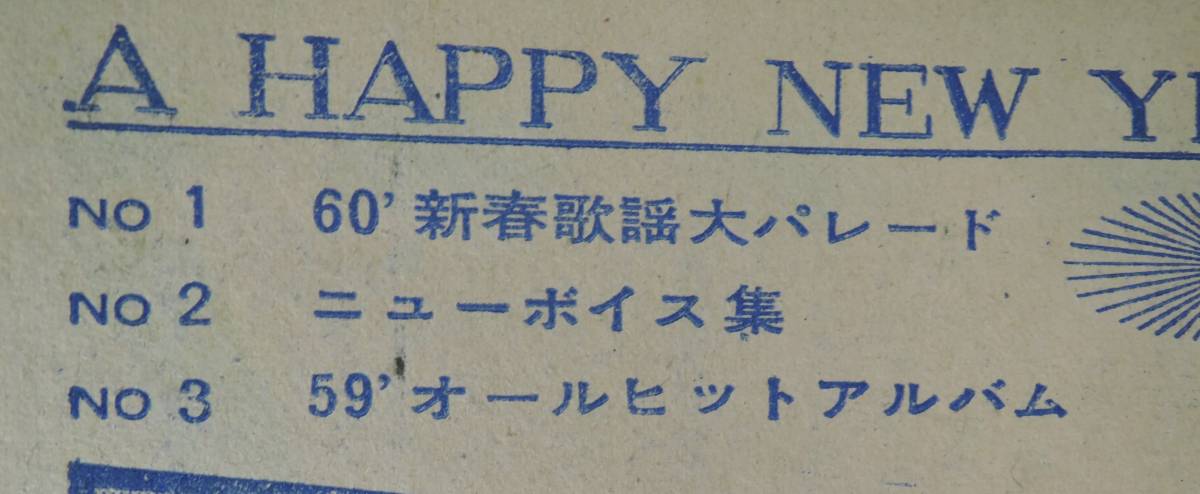 A HAPPY NEW
NO 1 60’新春歌謡大パレード
NO 2 ニューボイス集
NO 3 59’オールヒットアルバム